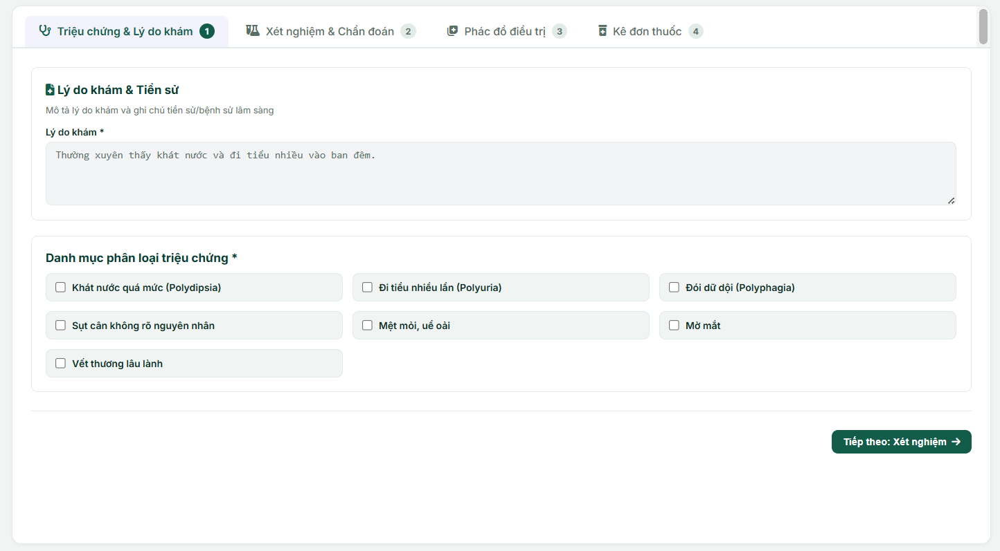 Triệu chứng & Lý do khám 1 Xét nghiệm & Chẩn đoán 2 Phác đồ điều trị 3 Kê đơn thuốc 4
Lý do khám & Tiền sử
Mô tả lý do khám và ghi chú tiền sử/bệnh sử lâm sàng
Lý do khám *
Thường xuyên thấy khát nước và đi tiểu nhiều vào ban đêm.
Danh mục phân loại triệu chứng *
Khát nước quá mức (Polydipsia) Đi tiểu nhiều lần (Polyuria) Đói dữ dội (Polyphagia)
Sụt cân không rõ nguyên nhân Mệt mỏi, uể oải Mờ mắt
Vết thương lâu lành
Tiếp theo: Xét nghiệm →